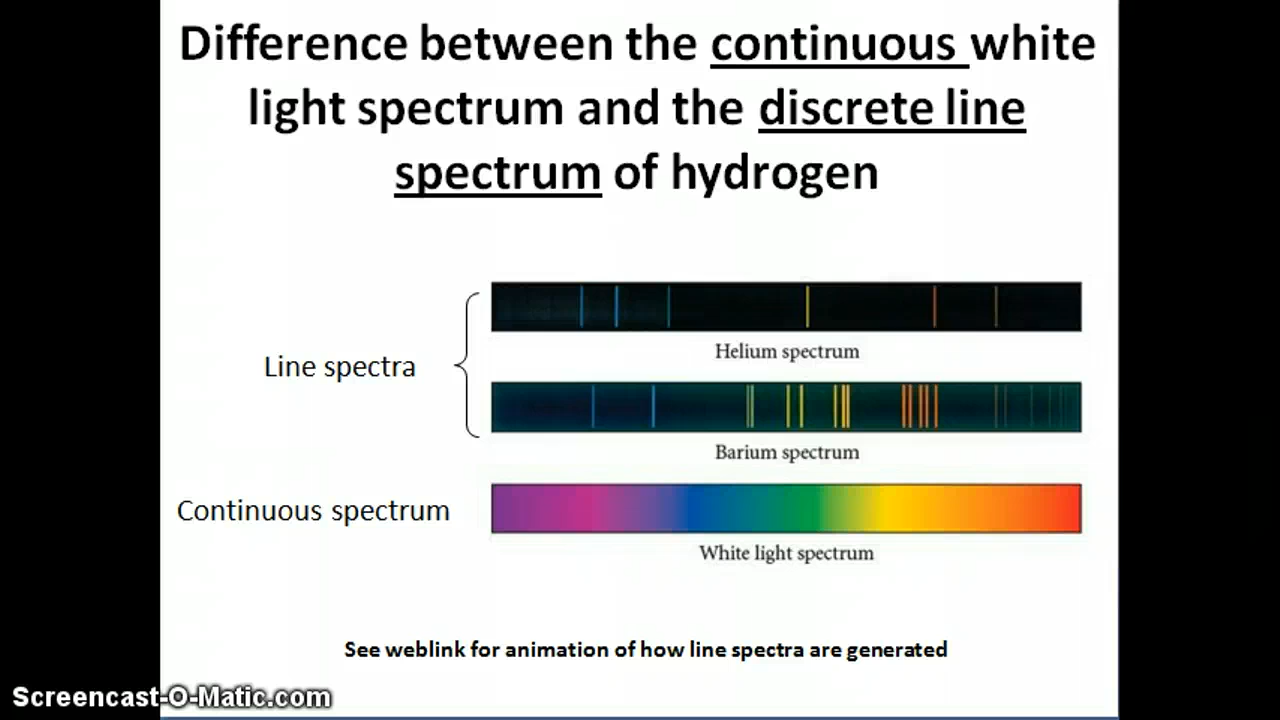 Difference between the continuous white
light spectrum and the discrete line
spectrum of hydrogen
Line spectra
Helium spectrum
Barium spectrum
Continuous spectrum
White light spectrum
See weblink for animation of how line spectra are generated
Screencast-O-Matic.com